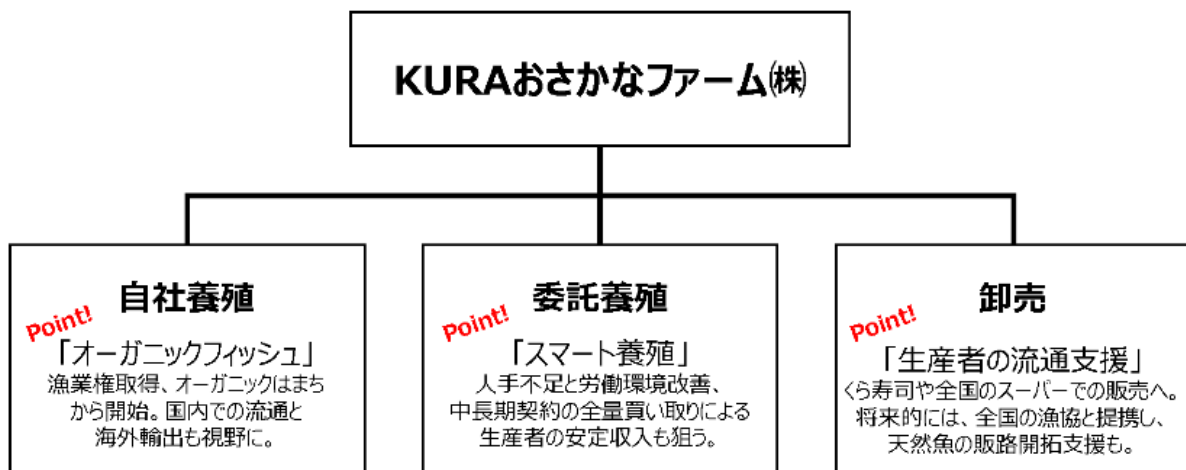 KURAおさかなファーム㈱
自社養殖
Point!
「オーガニックフィッシュ」
漁業権取得、オーガニックはまち
から開始。国内での流通と
海外輸出も視野に。
委託養殖
Point!
「スマート養殖」
人手不足と労働環境改善、
中長期契約の全量買い取りによる
生産者の安定収入も狙う。
卸売
Point!
「生産者の流通支援」
くら寿司や全国のスーパーでの販売へ。
将来的には、全国の漁協と提携し、
天然魚の販路開拓支援も。